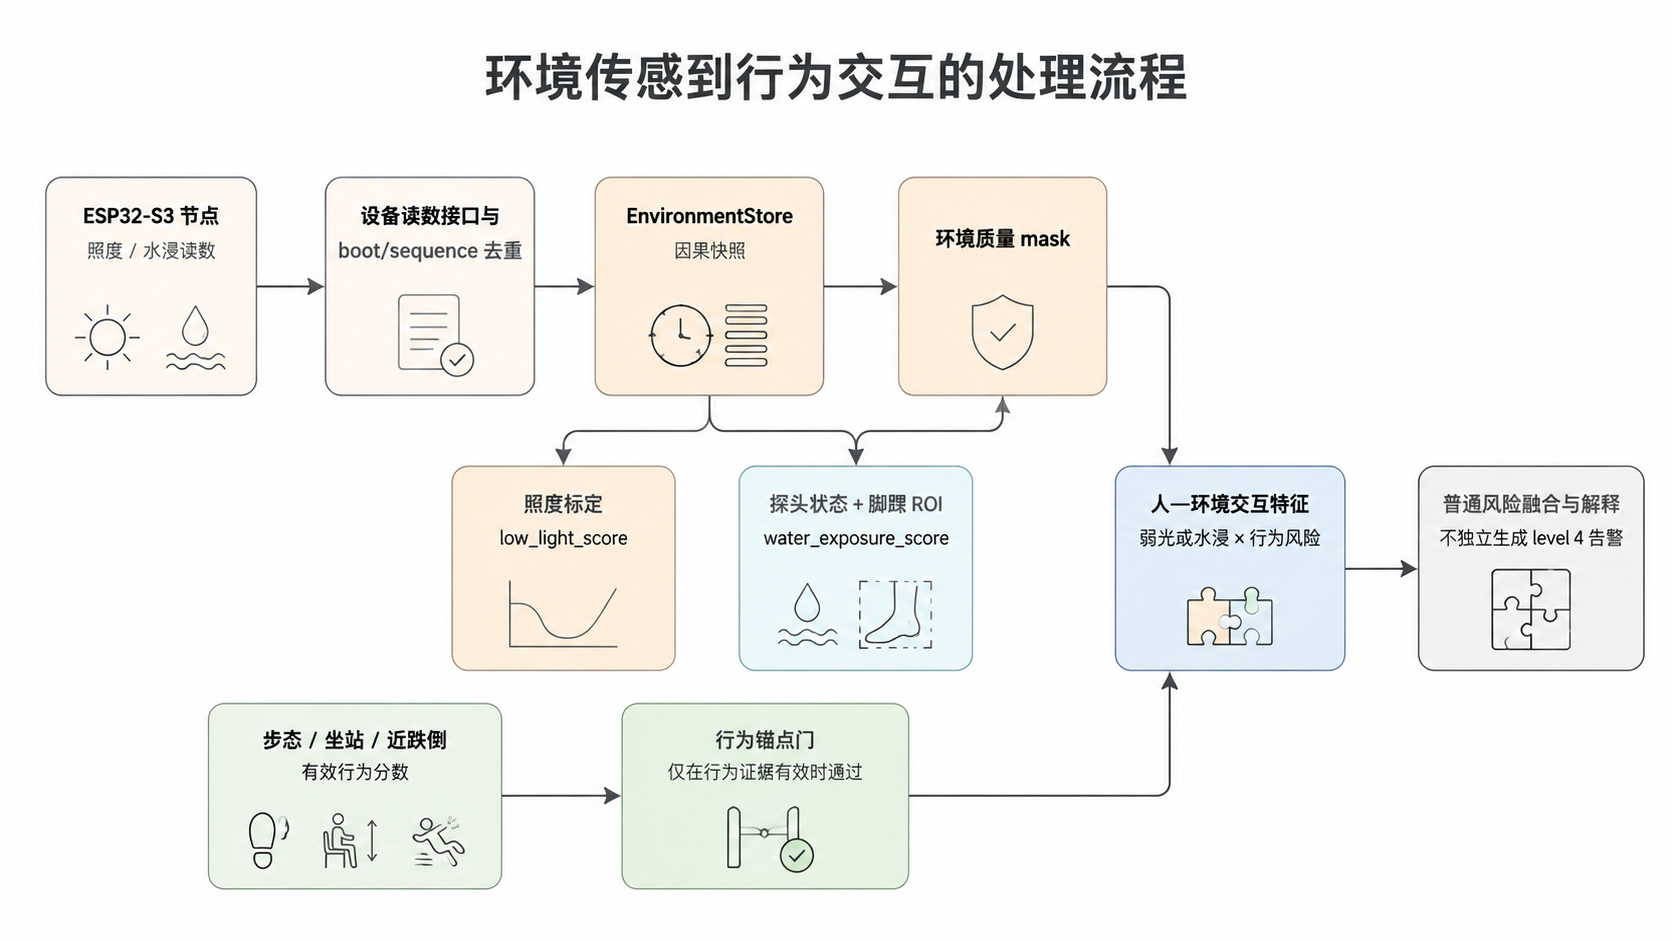 环境传感到行为交互的处理流程
ESP32-S3 节点
照度 / 水浸读数
设备读数接口与
boot/sequence 去重
EnvironmentStore
因果快照
环境质量 mask
照度标定
low_light_score
探头状态 + 脚踝 ROI
water_exposure_score
人—环境交互特征
弱光或水浸 × 行为风险
普通风险融合与解释
不独立生成 level 4 告警
步态 / 坐站 / 近跌倒
有效行为分数
行为锚点门
仅在行为证据有效时通过